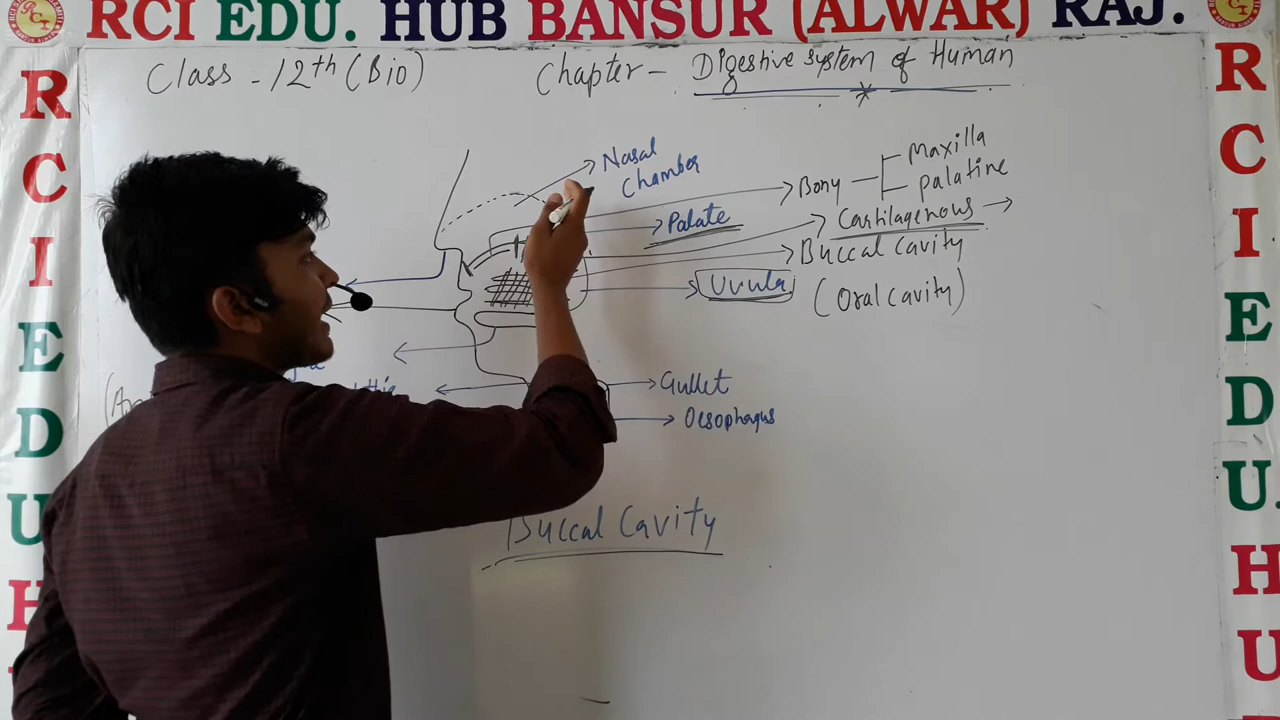 RCI EDU. HUB BANSUR (ALWAR) RAJ.
Class - 12th (Bio)
Chapter - Digestive system of Human
Nasal
Chamber
Palate
Bony
Maxilla
palatine
Cartilagenous
Buccal Cavity
(Oral cavity)
Uvula
Gullet
Oesophagus
Buccal Cavity
R
C
I
E
D
U
H
R
C
I
E
D
U.
H
U